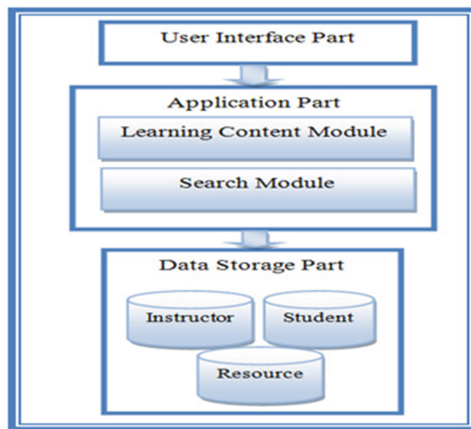 User Interface Part
Application Part
Learning Content Module
Search Module
Data Storage Part
Instructor
Student
Resource